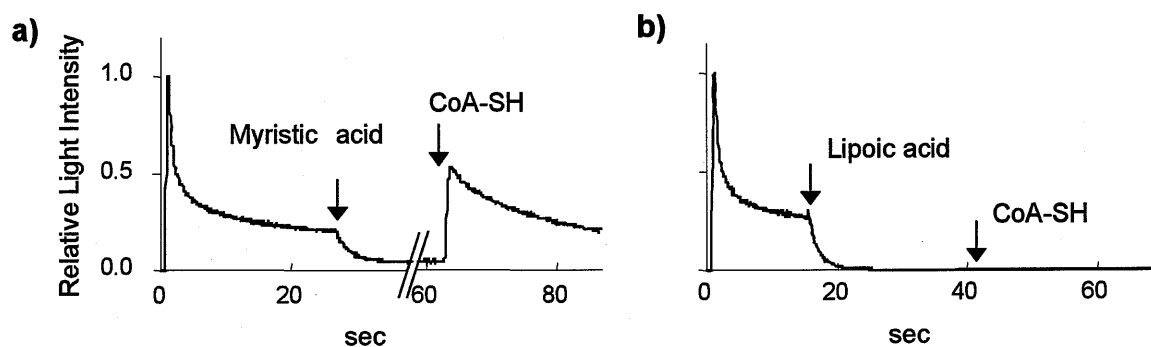 a)
Relative Light Intensity
1.0
0.5
0.0
Myristic acid
CoA-SH
0 20 60 80
sec
b)
Lipoic acid
CoA-SH
0 20 40 60
sec